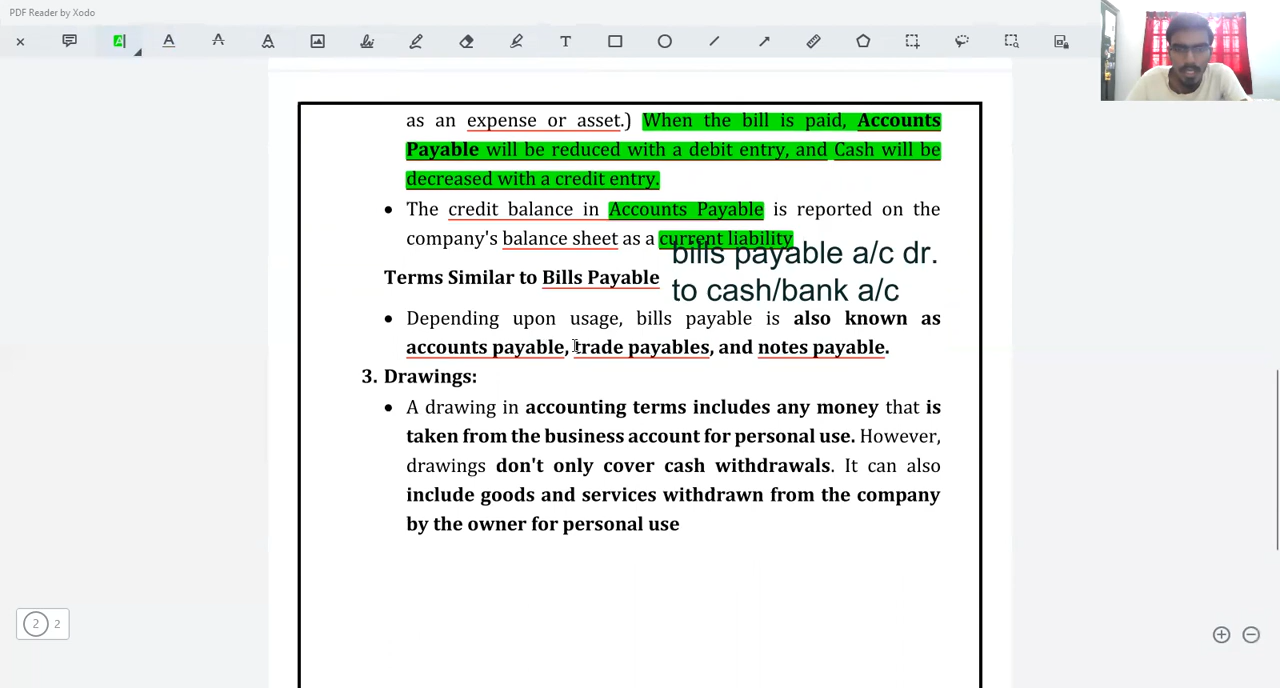 PDF Reader by Xodo
as an expense or asset.) When the bill is paid, Accounts
Payable will be reduced with a debit entry, and Cash will be
decreased with a credit entry.
• The credit balance in Accounts Payable is reported on the
company's balance sheet as a current liability
bills payable a/c dr.
Terms Similar to Bills Payable
to cash/bank a/c
• Depending upon usage, bills payable is also known as
accounts payable, trade payables, and notes payable.
3. Drawings:
• A drawing in accounting terms includes any money that is
taken from the business account for personal use. However,
drawings don't only cover cash withdrawals. It can also
include goods and services withdrawn from the company
by the owner for personal use
2 2